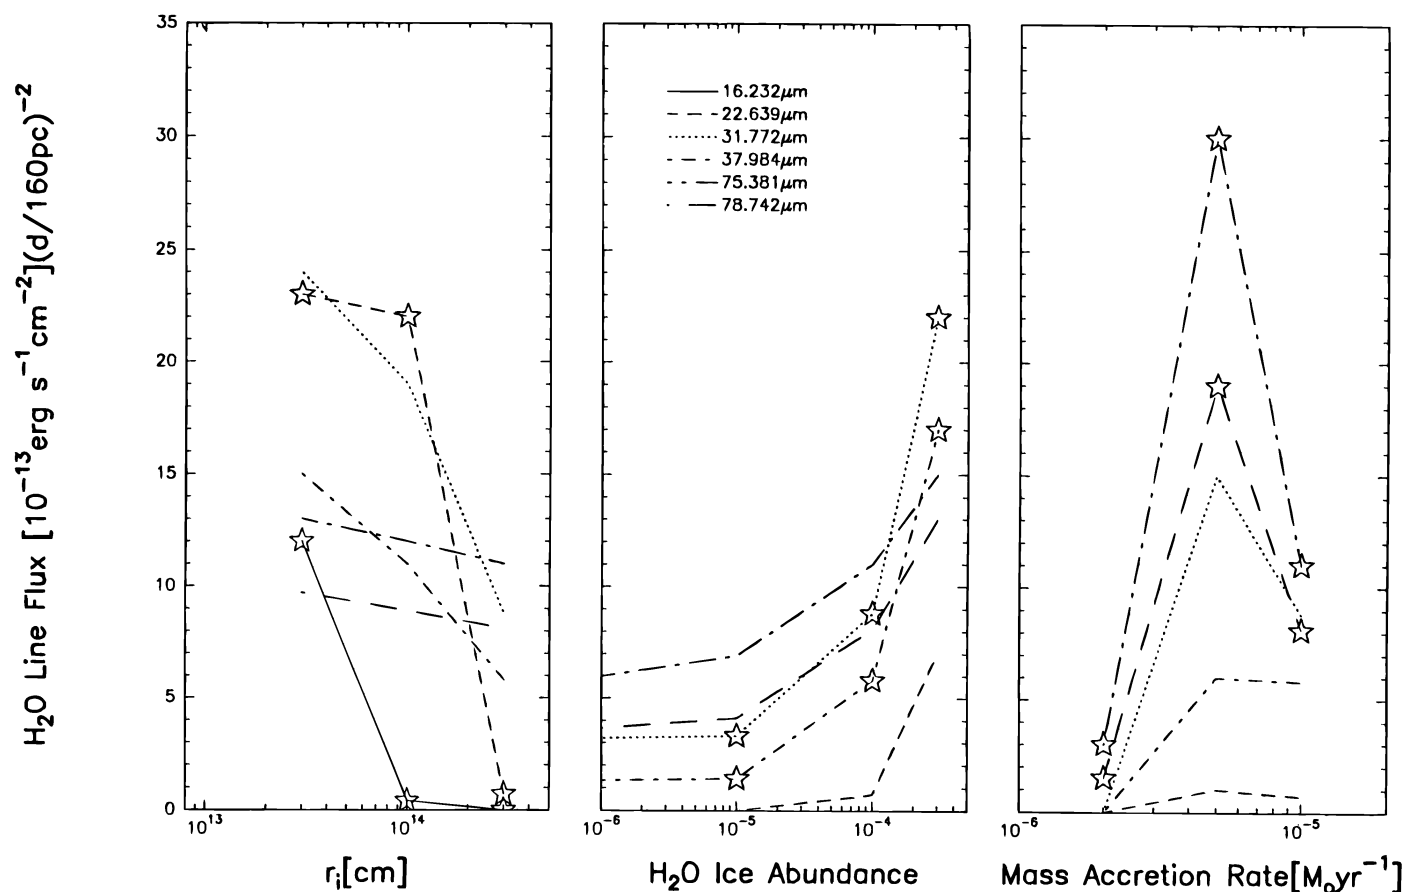 H₂O Line Flux [10⁻¹³erg s⁻¹cm⁻²](d/160pc)⁻²
35
30
25
20
15
10
5
0
16.232μm
22.639μm
31.772μm
37.984μm
75.381μm
78.742μm
10¹³ 10¹⁴
10⁻⁶ 10⁻⁵ 10⁻⁴
10⁻⁶ 10⁻⁵
rᵢ[cm]
H₂O Ice Abundance
Mass Accretion Rate[Mₒyr⁻¹]